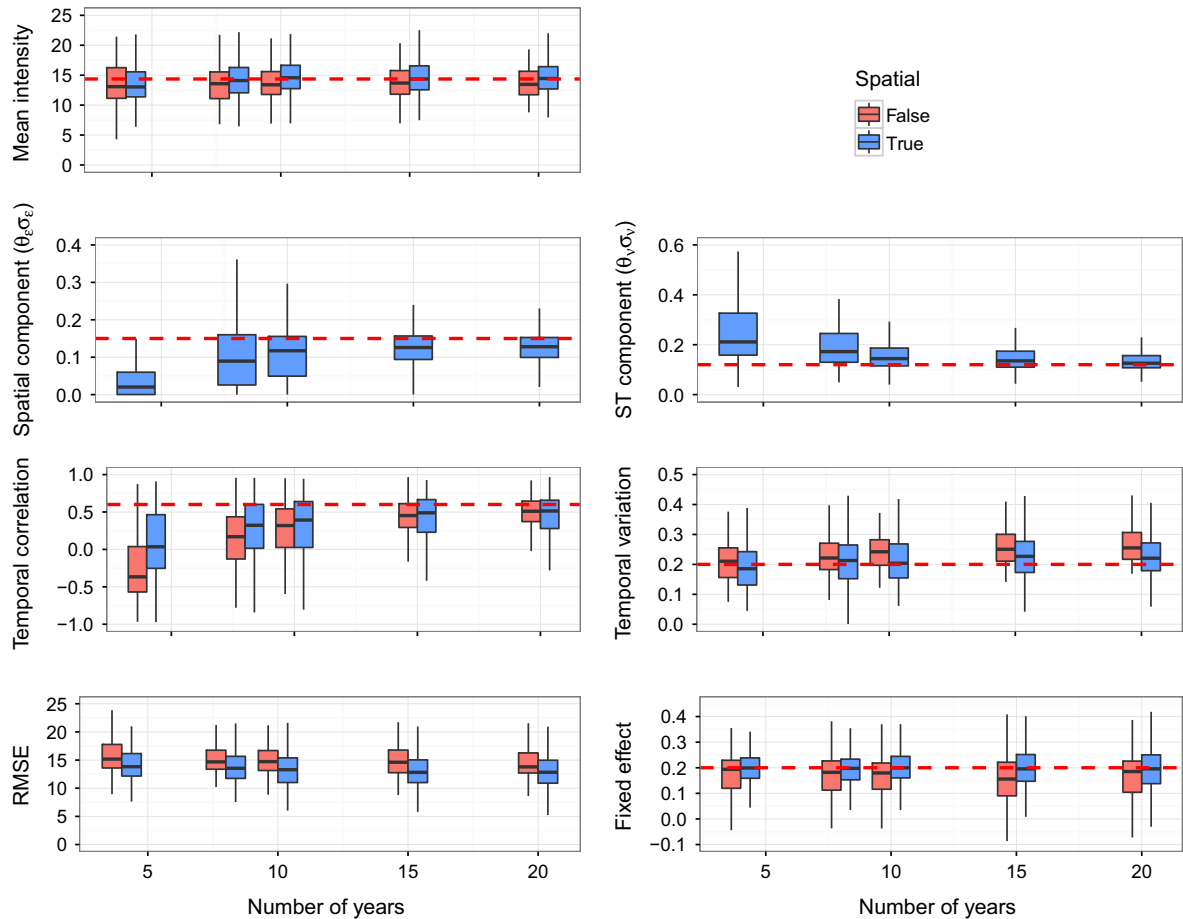 Mean intensity
25
20
15
10
5
0
Spatial
False
True
Spatial component (θεσε)
0.4
0.3
0.2
0.1
0.0
ST component (θνσν)
0.6
0.4
0.2
0.0
Temporal correlation
1.0
0.5
0.0
−0.5
−1.0
Temporal variation
0.5
0.4
0.3
0.2
0.1
0.0
RMSE
25
20
15
10
5
0
5 10 15 20
Number of years
Fixed effect
0.4
0.3
0.2
0.1
0.0
−0.1
5 10 15 20
Number of years